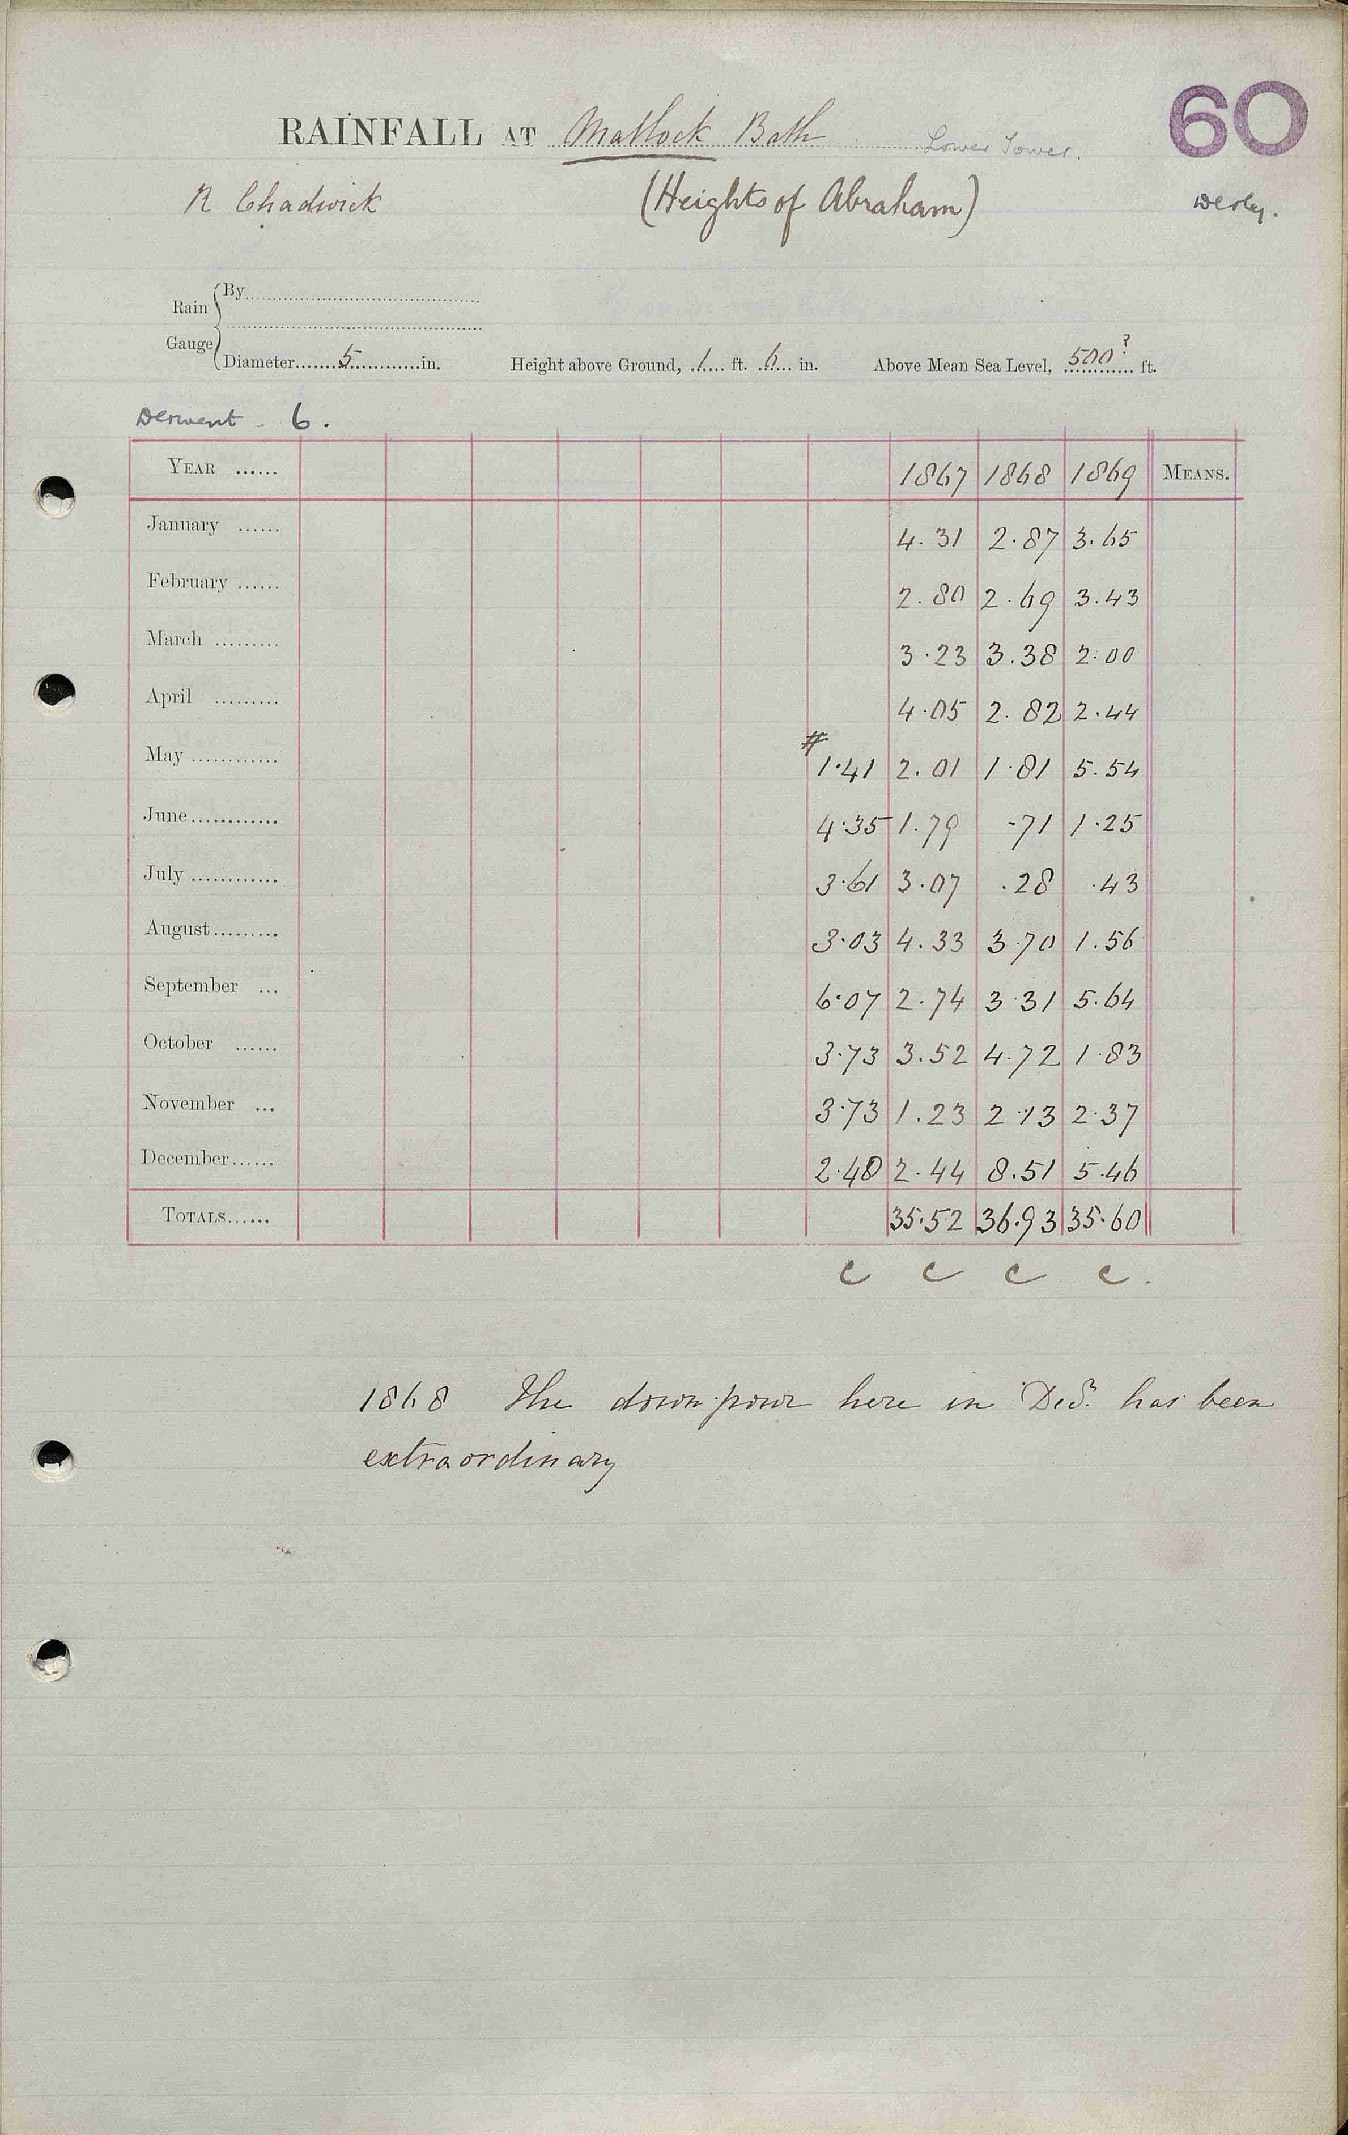 60
RAINFALL AT Matlock Bath Lower Tower.
R Chadwick (Heights of Abraham) Derby.
Rain Gauge
By
Diameter 5 in. Height above Ground, 1 ft. 6 in. Above Mean Sea Level, 500? ft.
Derwent - 6.
YEAR ...... 1867 1868 1869 MEANS.
January ...... 4.31 2.87 3.65
February ...... 2.80 2.69 3.43
March ......... 3.23 3.38 2.00
April ......... 4.05 2.82 2.44
May ............ # 1.41 2.01 1.81 5.54
June ............ 4.35 1.79 .71 1.25
July ............ 3.61 3.07 .28 .43
August ......... 3.03 4.33 3.70 1.56
September ... 6.07 2.74 3.31 5.64
October ...... 3.73 3.52 4.72 1.83
November ... 3.73 1.23 2.13 2.37
December ...... 2.48 2.44 8.51 5.46
TOTALS ...... 35.52 36.93 35.60
c c c c.
1868 The down pour here in Decr. has been
extraordinary